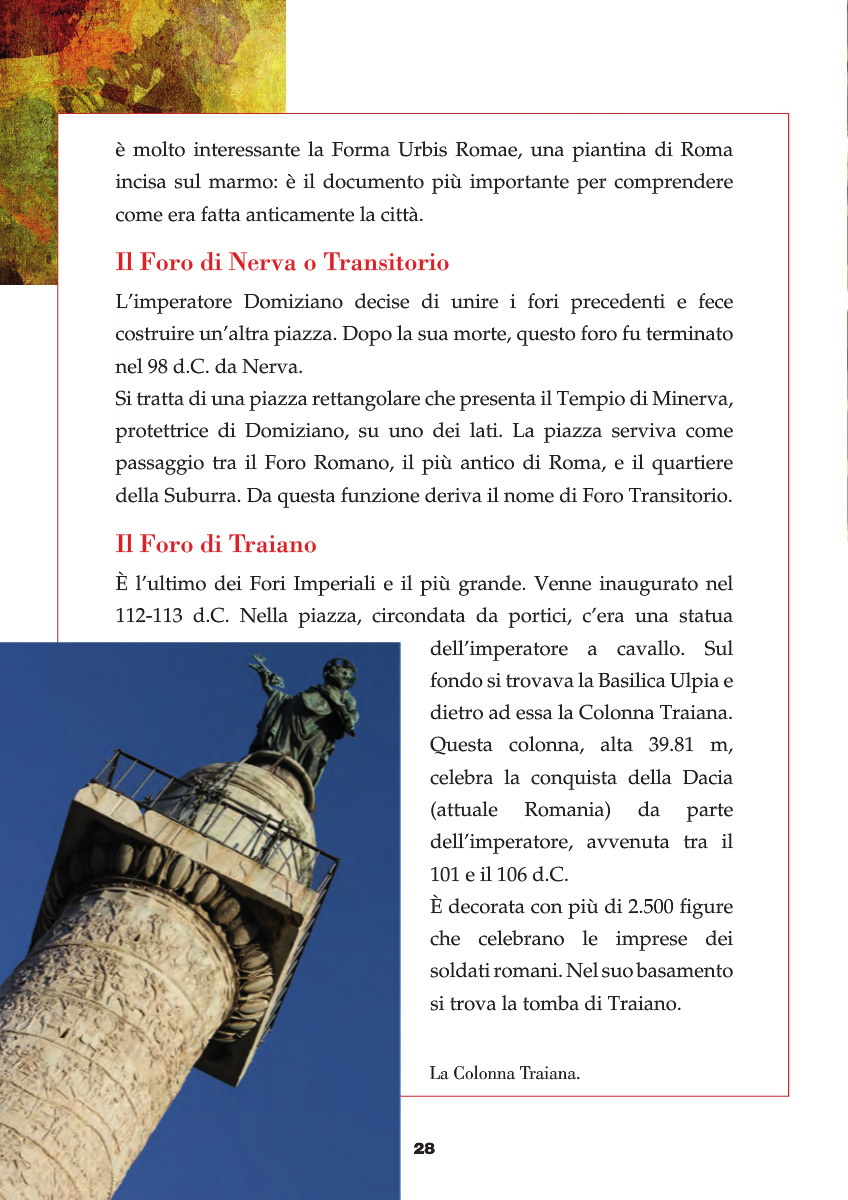 è molto interessante la Forma Urbis Romae, una piantina di Roma
incisa sul marmo: è il documento più importante per comprendere
come era fatta anticamente la città.
Il Foro di Nerva o Transitorio
L’imperatore Domiziano decise di unire i fori precedenti e fece
costruire un’altra piazza. Dopo la sua morte, questo foro fu terminato
nel 98 d.C. da Nerva.
Si tratta di una piazza rettangolare che presenta il Tempio di Minerva,
protettrice di Domiziano, su uno dei lati. La piazza serviva come
passaggio tra il Foro Romano, il più antico di Roma, e il quartiere
della Suburra. Da questa funzione deriva il nome di Foro Transitorio.
Il Foro di Traiano
È l’ultimo dei Fori Imperiali e il più grande. Venne inaugurato nel
112-113 d.C. Nella piazza, circondata da portici, c’era una statua
dell’imperatore a cavallo. Sul
fondo si trovava la Basilica Ulpia e
dietro ad essa la Colonna Traiana.
Questa colonna, alta 39.81 m,
celebra la conquista della Dacia
(attuale Romania) da parte
dell’imperatore, avvenuta tra il
101 e il 106 d.C.
È decorata con più di 2.500 figure
che celebrano le imprese dei
soldati romani. Nel suo basamento
si trova la tomba di Traiano.
La Colonna Traiana.
28